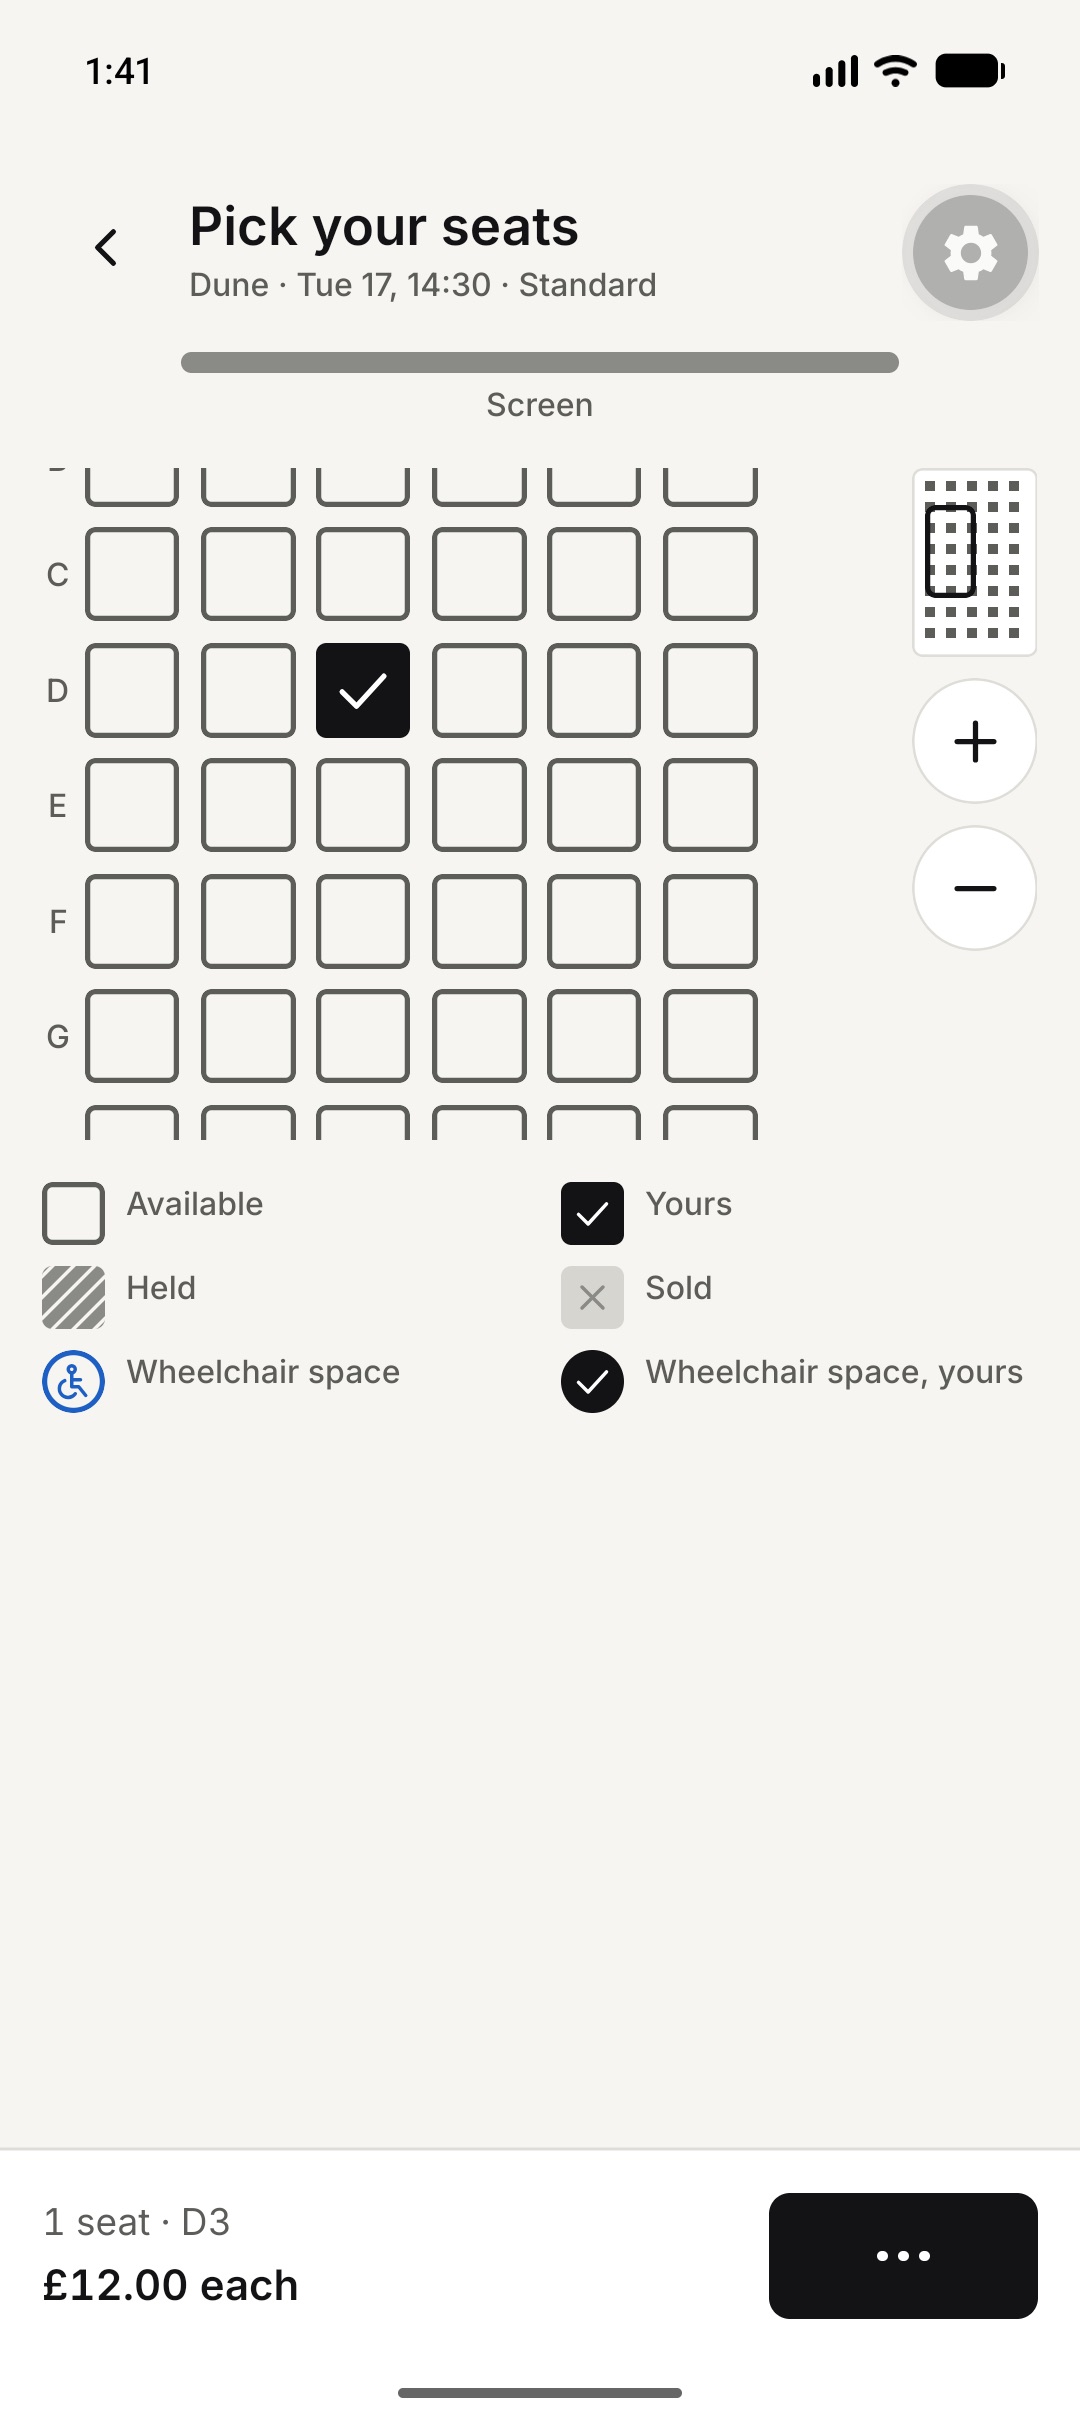 1:41
Pick your seats
Dune · Tue 17, 14:30 · Standard
Screen
C
D
E
F
G
Available
Yours
Held
Sold
Wheelchair space
Wheelchair space, yours
1 seat · D3
£12.00 each